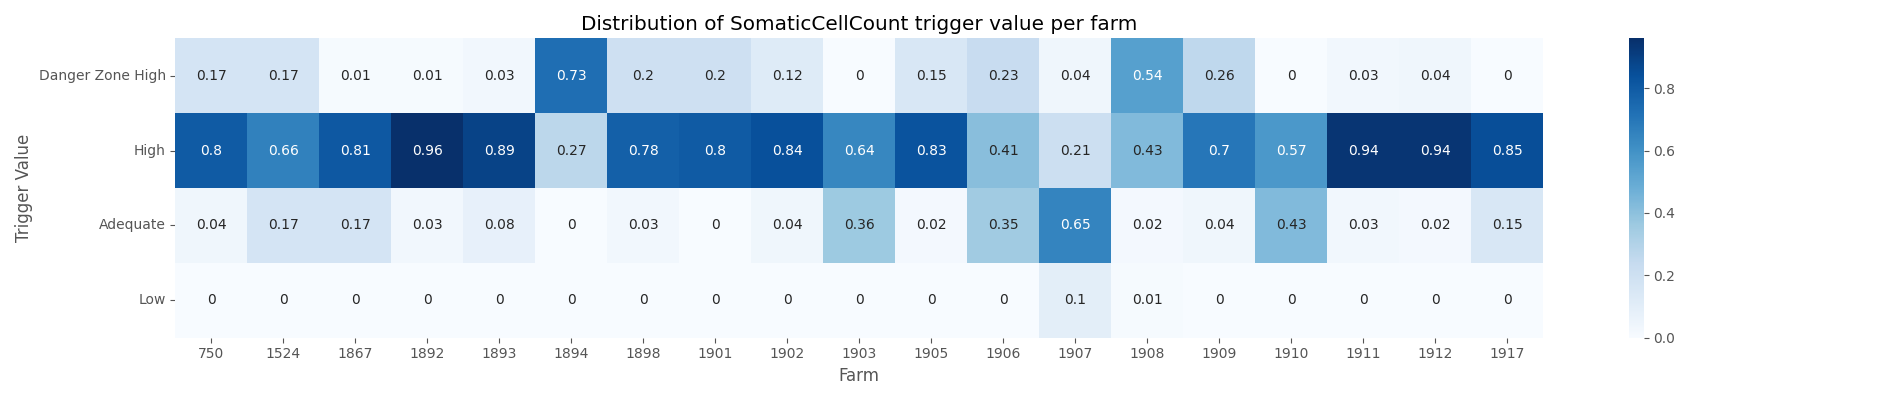 Distribution of SomaticCellCount trigger value per farm
Trigger Value
Danger Zone High 0.17 0.17 0.01 0.01 0.03 0.73 0.2 0.2 0.12 0 0.15 0.23 0.04 0.54 0.26 0 0.03 0.04 0
High 0.8 0.66 0.81 0.96 0.89 0.27 0.78 0.8 0.84 0.64 0.83 0.41 0.21 0.43 0.7 0.57 0.94 0.94 0.85
Adequate 0.04 0.17 0.17 0.03 0.08 0 0.03 0 0.04 0.36 0.02 0.35 0.65 0.02 0.04 0.43 0.03 0.02 0.15
Low 0 0 0 0 0 0 0 0 0 0 0 0 0.1 0.01 0 0 0 0 0
750 1524 1867 1892 1893 1894 1898 1901 1902 1903 1905 1906 1907 1908 1909 1910 1911 1912 1917
Farm
0.8
0.6
0.4
0.2
0.0